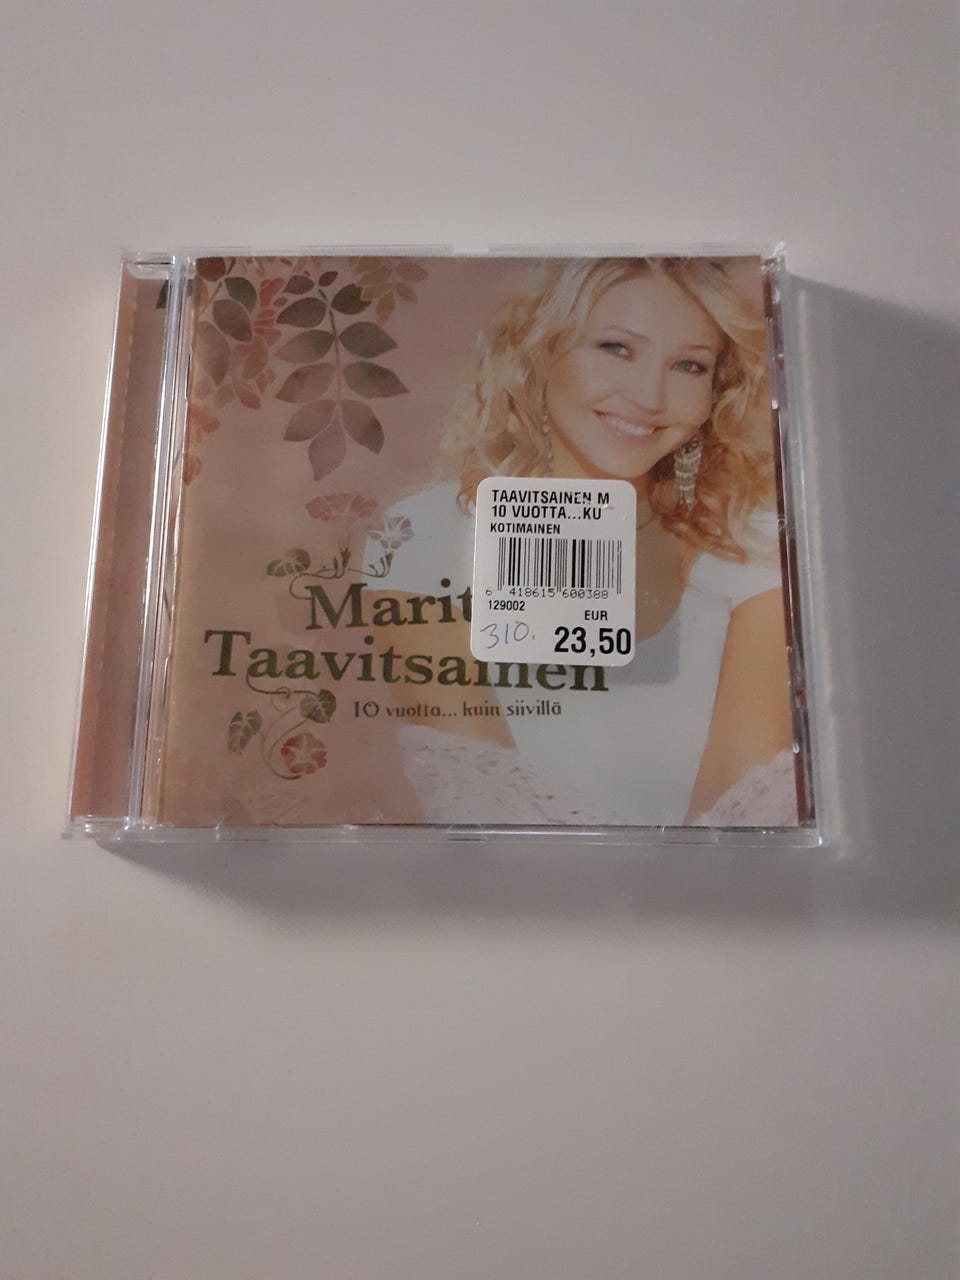 TAAVITSAINEN M
10 VUOTTA...KU
KOTIMAINEN
6 418615 600388
129002
EUR
310. 23,50
Marit
Taavitsainen
10 vuotta... kuin siivillä